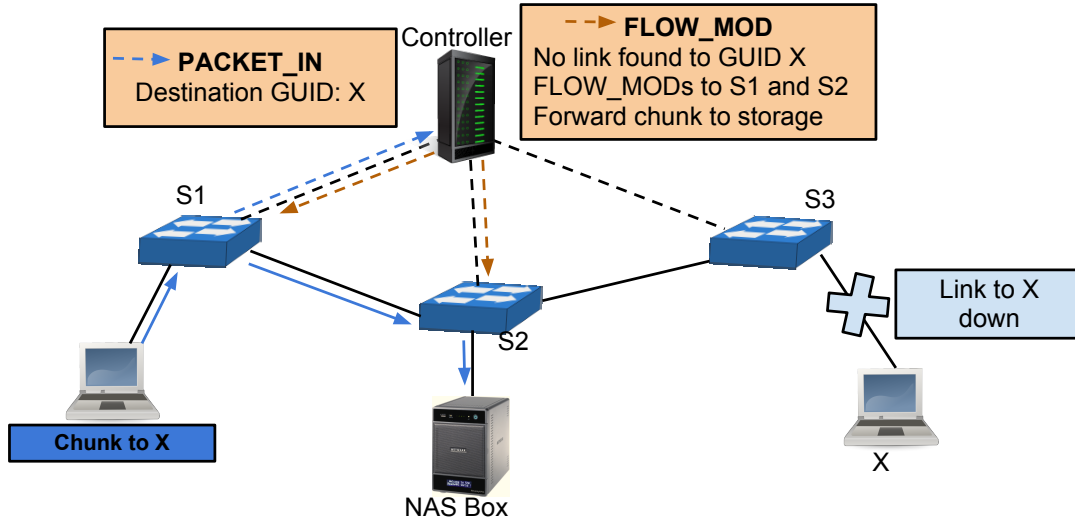 PACKET_IN
Destination GUID: X
Controller
FLOW_MOD
No link found to GUID X
FLOW_MODs to S1 and S2
Forward chunk to storage
S1
S3
S2
Link to X
down
Chunk to X
X
NAS Box